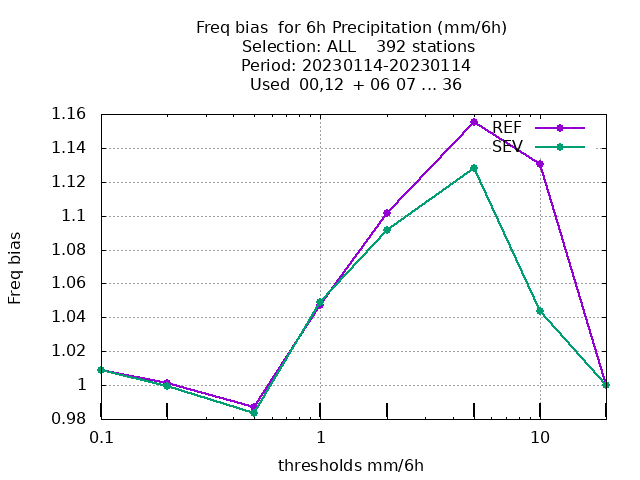 Freq bias  for 6h Precipitation (mm/6h)
Selection: ALL    392 stations
Period: 20230114-20230114
Used  00,12  + 06 07 ... 36
REF
SEV
1.16
1.14
1.12
1.1
1.08
1.06
1.04
1.02
1
0.98
Freq bias
0.1 1 10
thresholds mm/6h